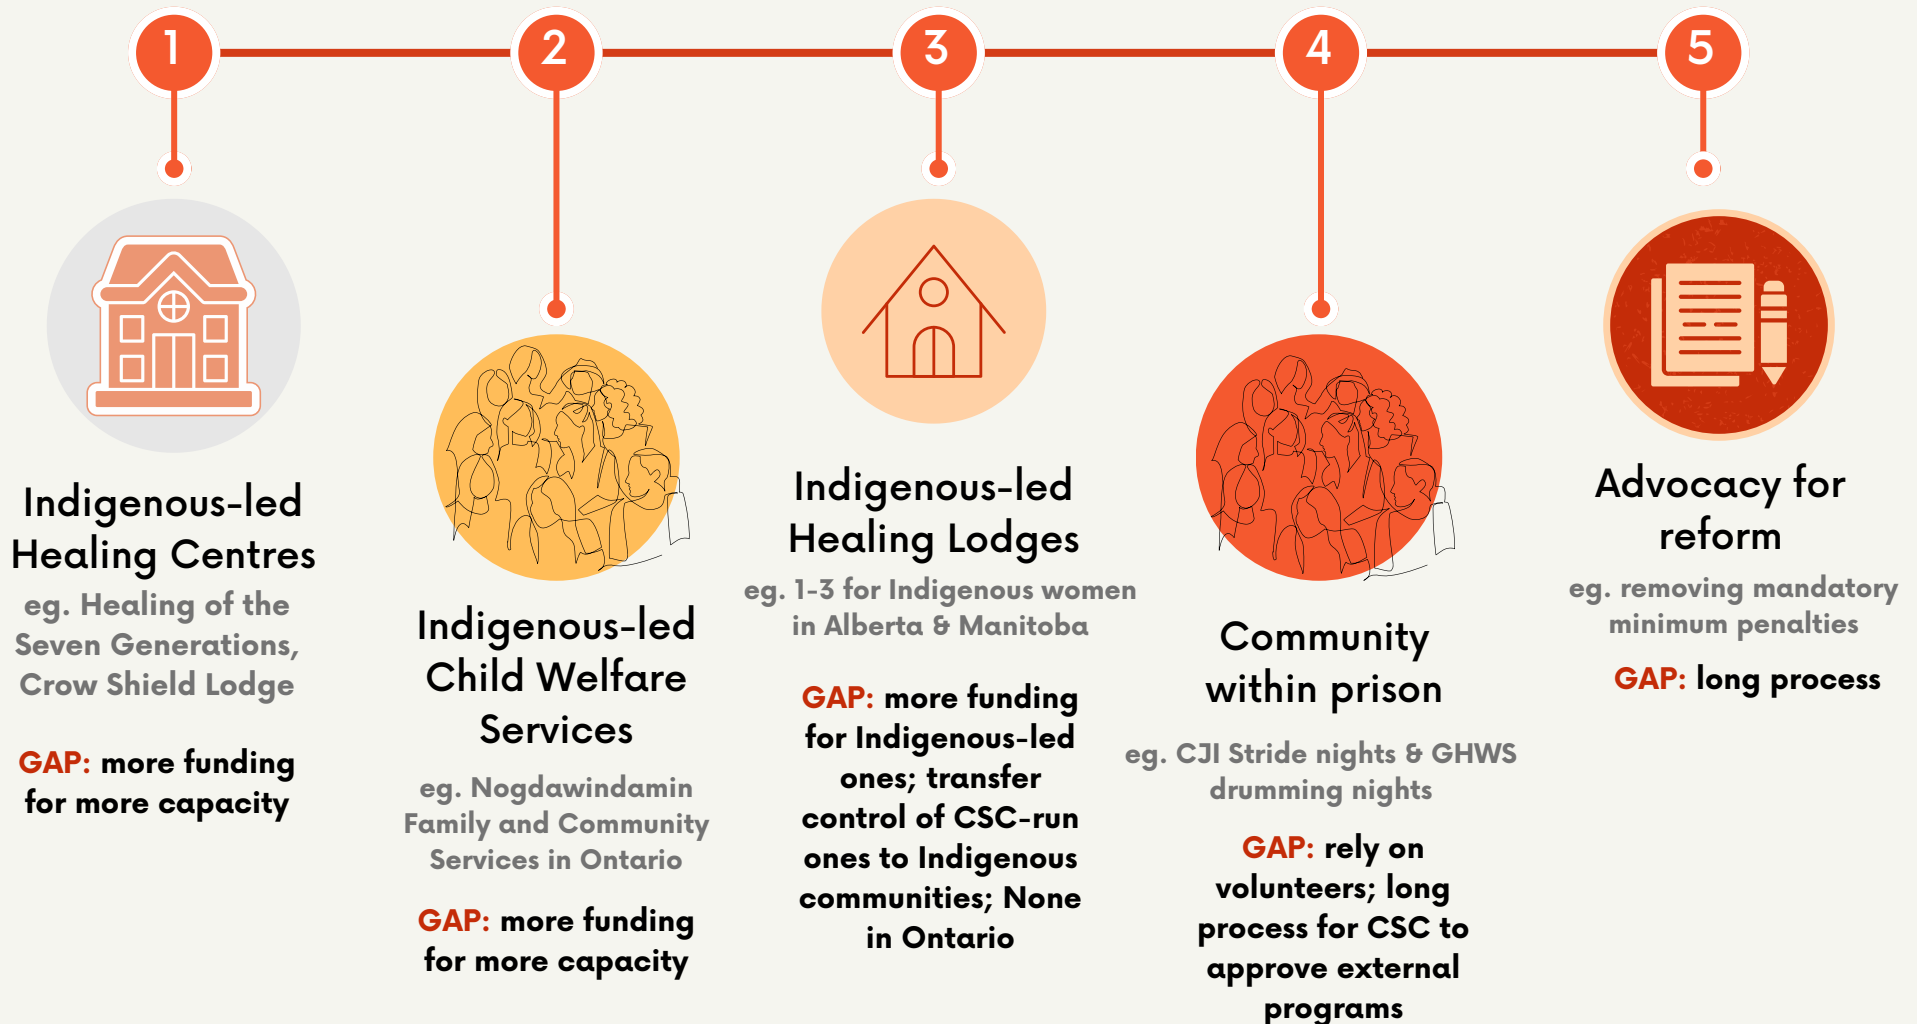 1
2
3
4
5
Indigenous-led
Healing Centres
eg. Healing of the
Seven Generations,
Crow Shield Lodge
GAP: more funding
for more capacity
Indigenous-led
Child Welfare
Services
eg. Nogdawindamin
Family and Community
Services in Ontario
GAP: more funding
for more capacity
Indigenous-led
Healing Lodges
eg. 1-3 for Indigenous women
in Alberta & Manitoba
GAP: more funding
for Indigenous-led
ones; transfer
control of CSC-run
ones to Indigenous
communities; None
in Ontario
Community
within prison
eg. CJI Stride nights & GHWS
drumming nights
GAP: rely on
volunteers; long
process for CSC to
approve external
programs
Advocacy for
reform
eg. removing mandatory
minimum penalties
GAP: long process